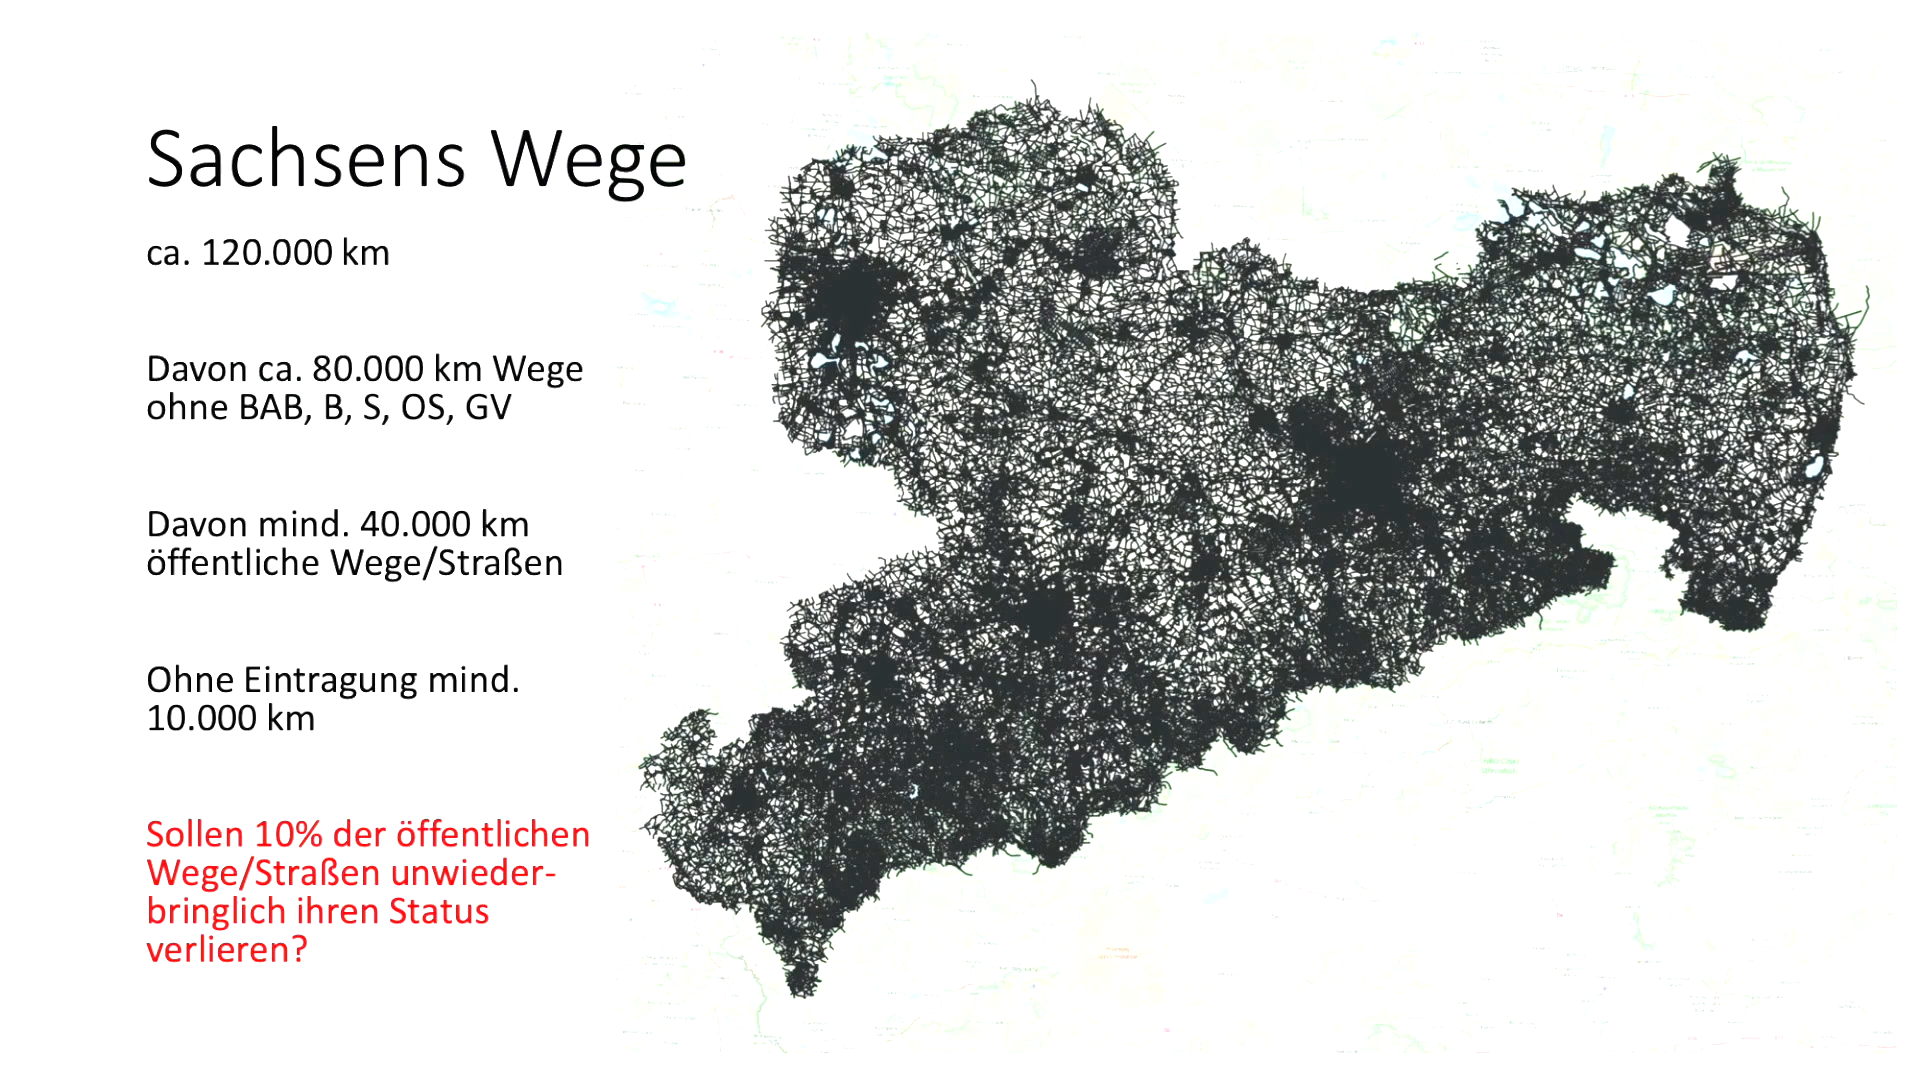 Sachsens Wege
ca. 120.000 km
Davon ca. 80.000 km Wege
ohne BAB, B, S, OS, GV
Davon mind. 40.000 km
öffentliche Wege/Straßen
Ohne Eintragung mind.
10.000 km
Sollen 10% der öffentlichen
Wege/Straßen unwieder-
bringlich ihren Status
verlieren?